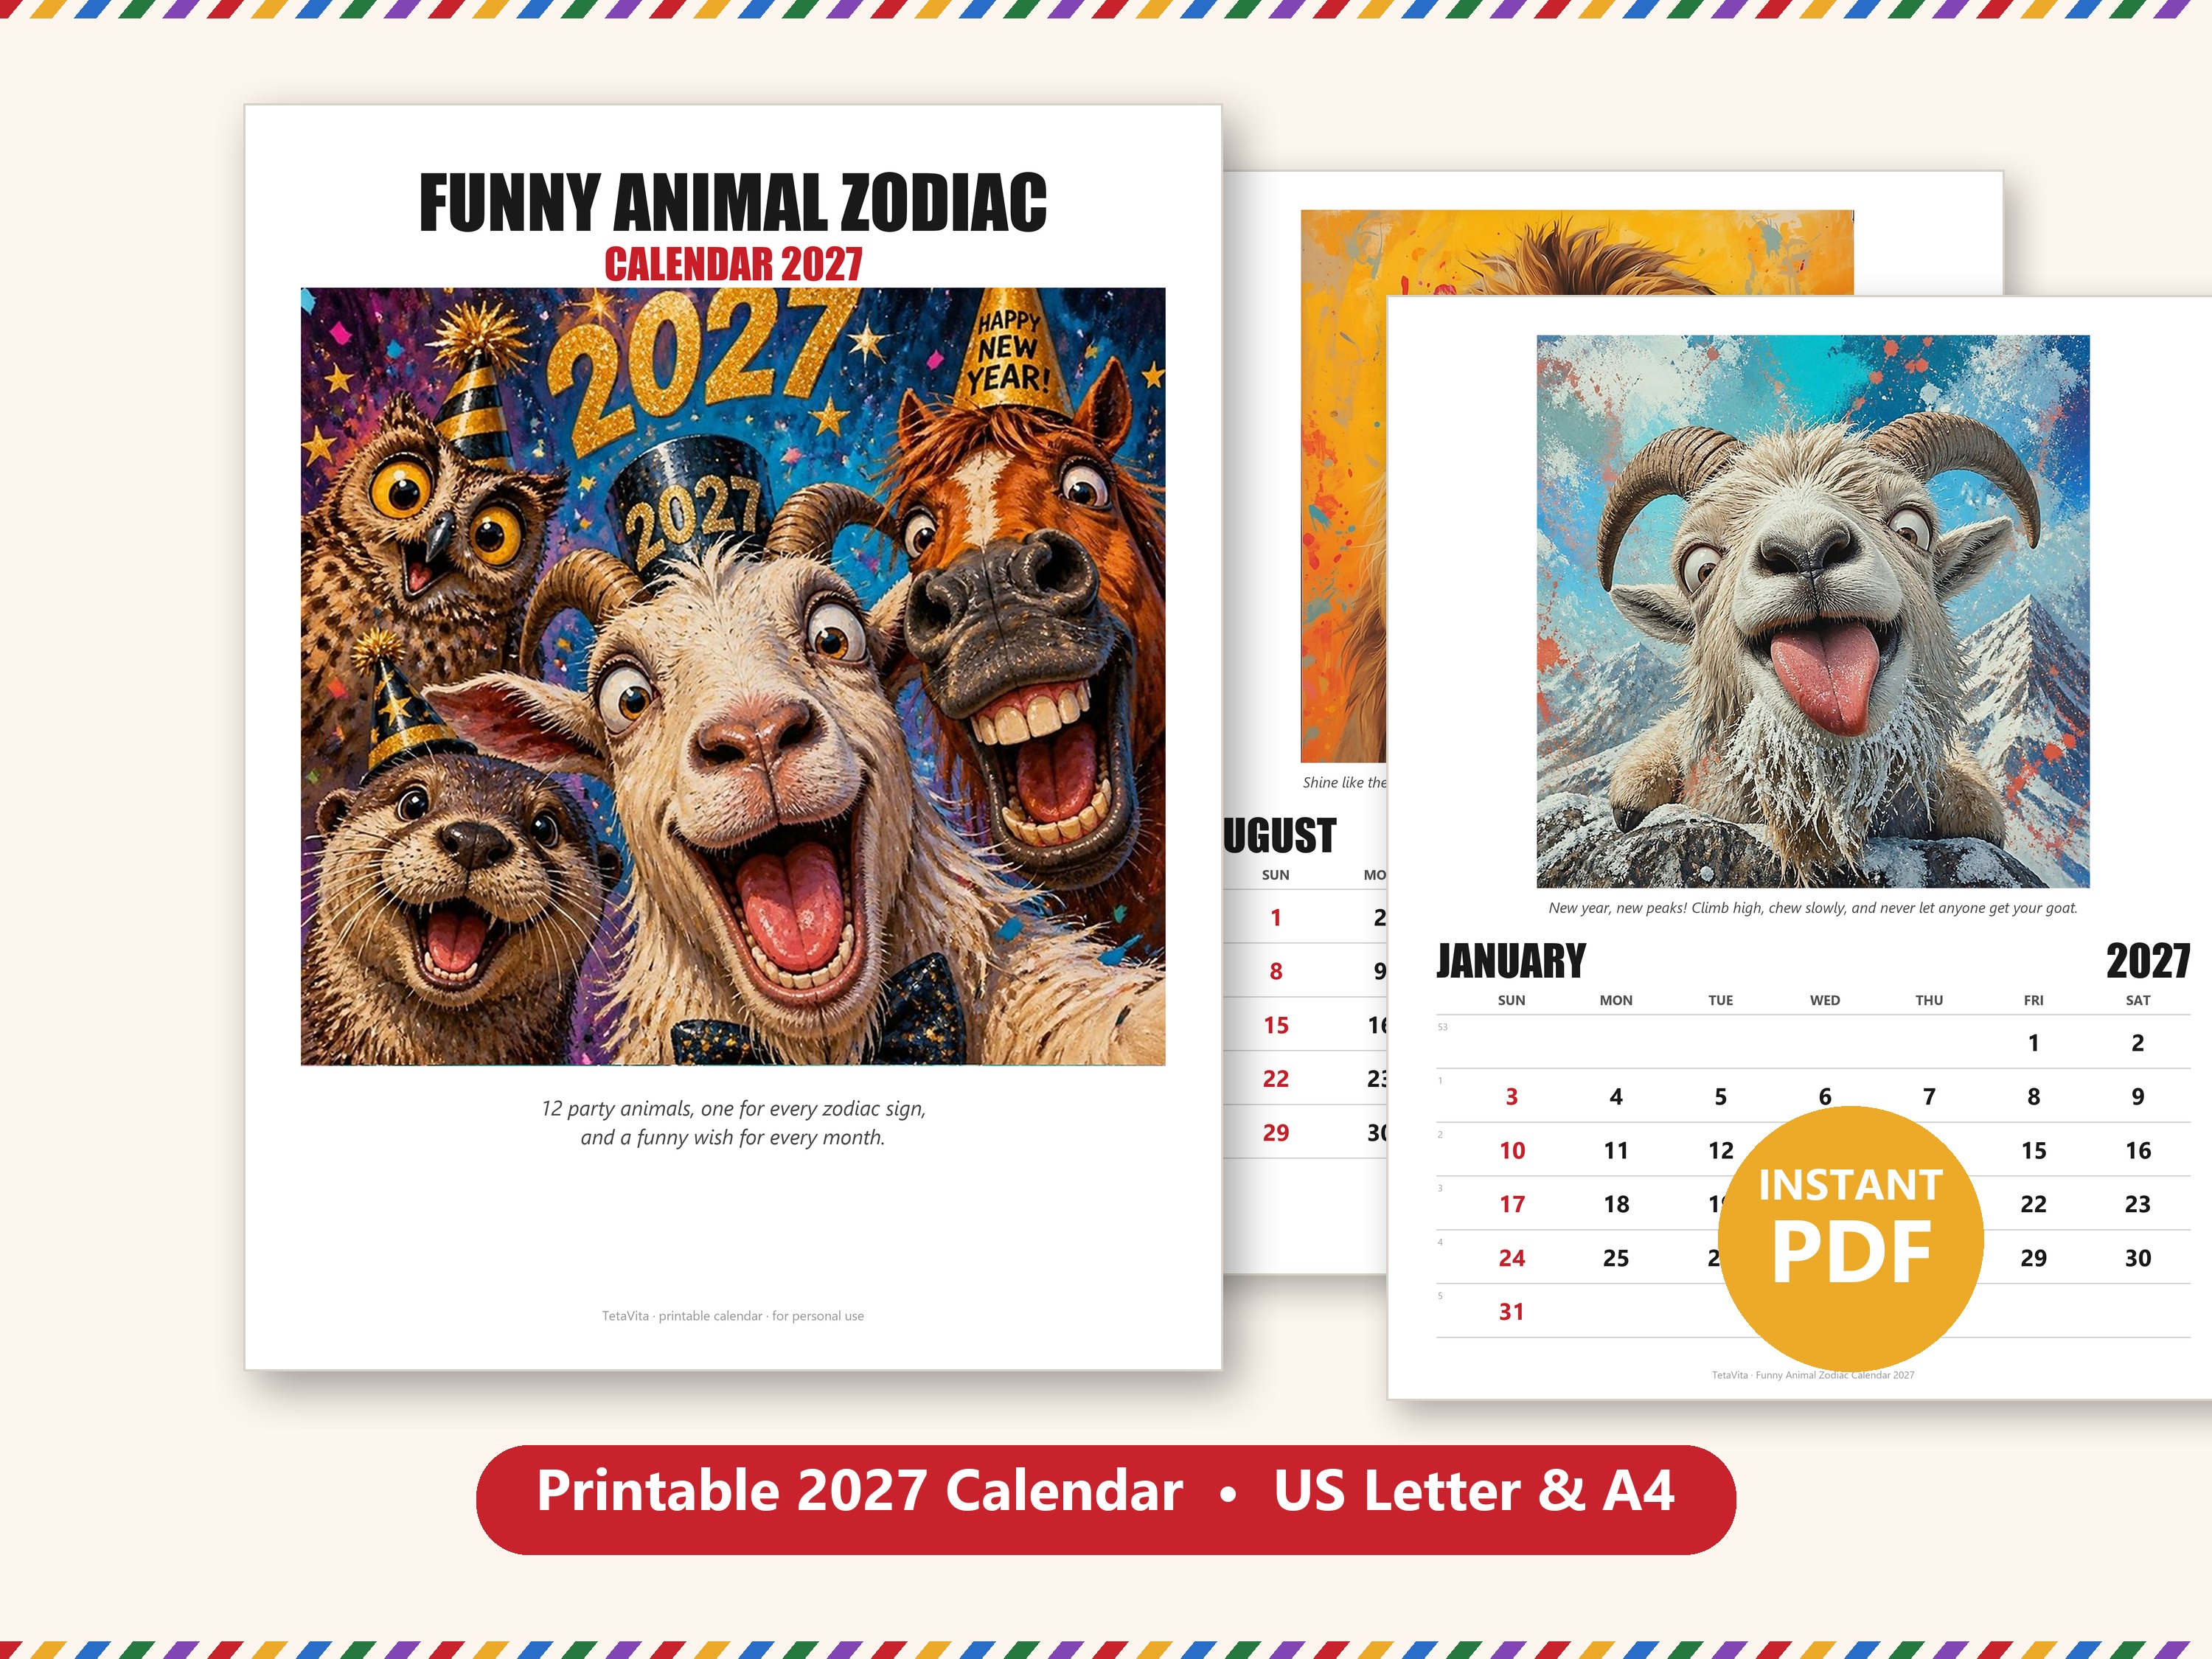 FUNNY ANIMAL ZODIAC
CALENDAR 2027
2027
HAPPY
NEW
YEAR!
2027
12 party animals, one for every zodiac sign,
and a funny wish for every month.
TetaVita · printable calendar · for personal use
Shine like the
UGUST
SUN
1 2
8 9
15
22
29
New year, new peaks! Climb high, chew slowly, and never let anyone get your goat.
JANUARY 2027
SUN MON TUE WED THU FRI SAT
53 1 2
1 3 4 5 6 7 8 9
2 10 11 12 15 16
3 17 18 22 23
4 24 25 29 30
5 31
INSTANT
PDF
TetaVita · Funny Animal Zodiac Calendar 2027
Printable 2027 Calendar • US Letter & A4